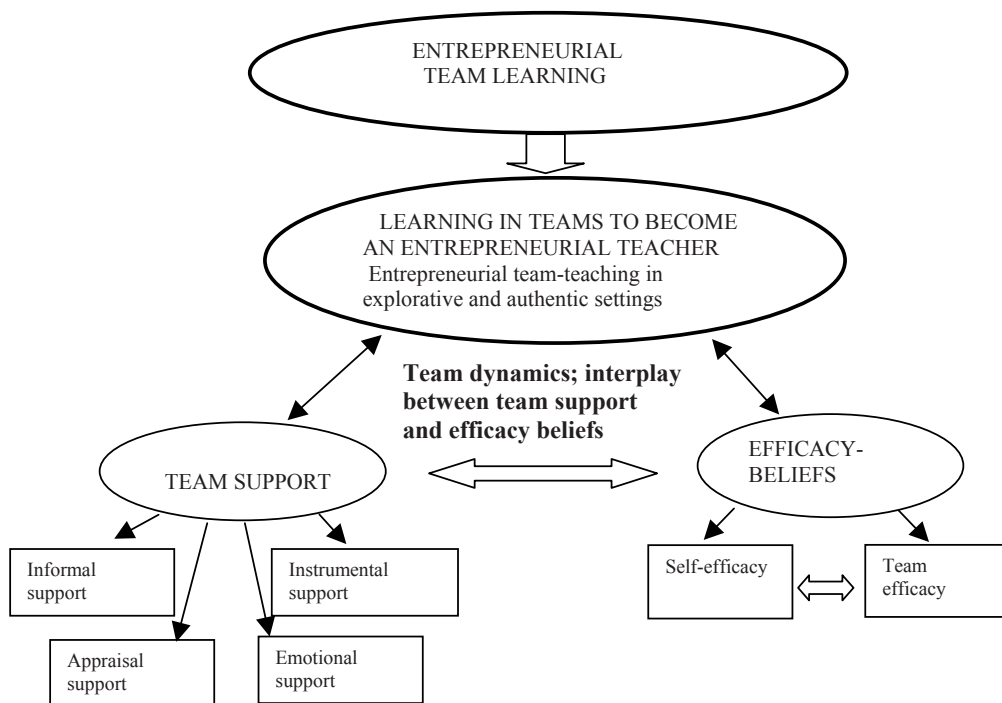 ENTREPRENEURIAL
TEAM LEARNING
LEARNING IN TEAMS TO BECOME
AN ENTREPRENEURIAL TEACHER
Entrepreneurial team-teaching in
explorative and authentic settings
Team dynamics; interplay
between team support
and efficacy beliefs
TEAM SUPPORT
EFFICACY-
BELIEFS
Informal
support
Instrumental
support
Appraisal
support
Emotional
support
Self-efficacy
Team
efficacy